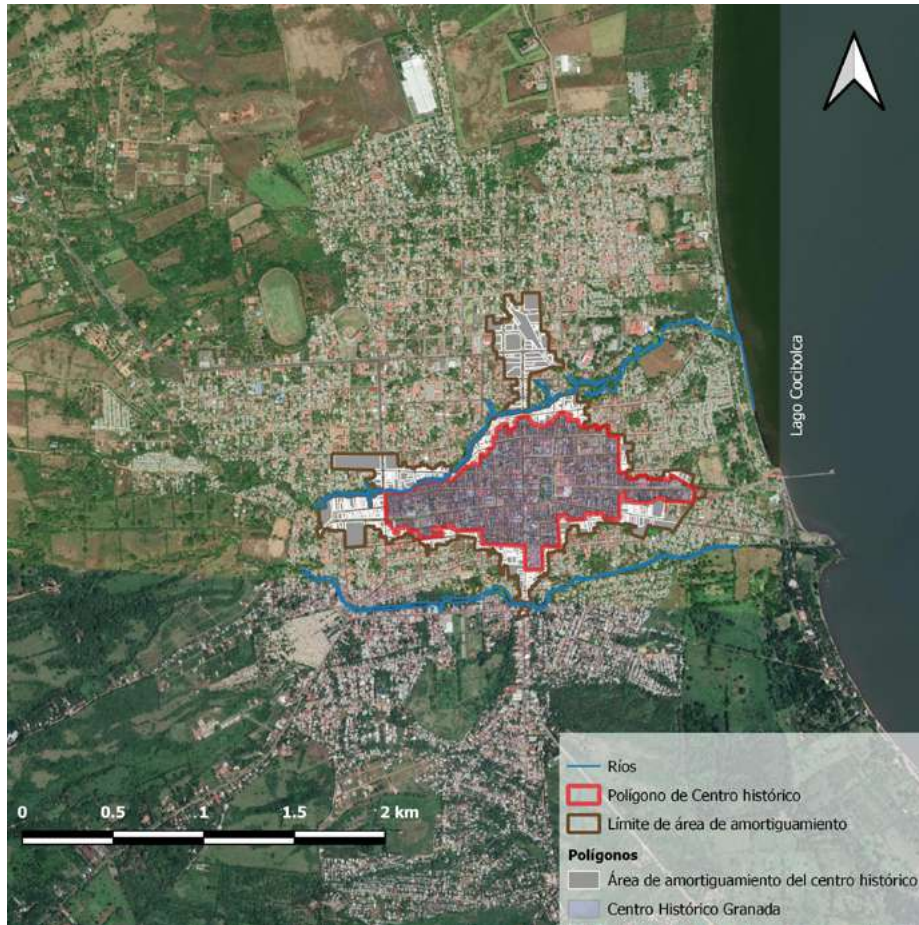 Lago Cocibolca
Ríos
Polígono de Centro histórico
Límite de área de amortiguamiento
Polígonos
Área de amortiguamiento del centro histórico
Centro Histórico Granada
0 0.5 1 1.5 2 km